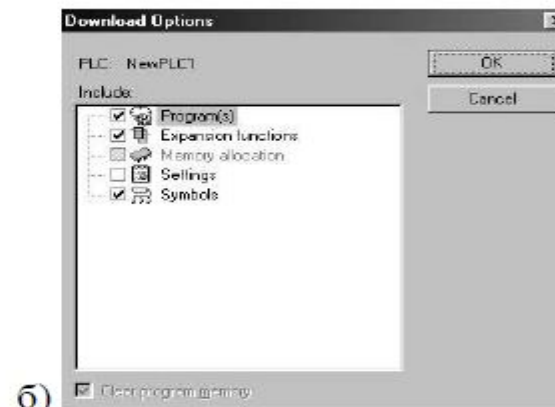 Download Options
PLC: NewPLC1
OK
Include:
Cancel
Program(s)
Expansion functions
Memory allocation
Settings
Symbols
Clear program memory
б)